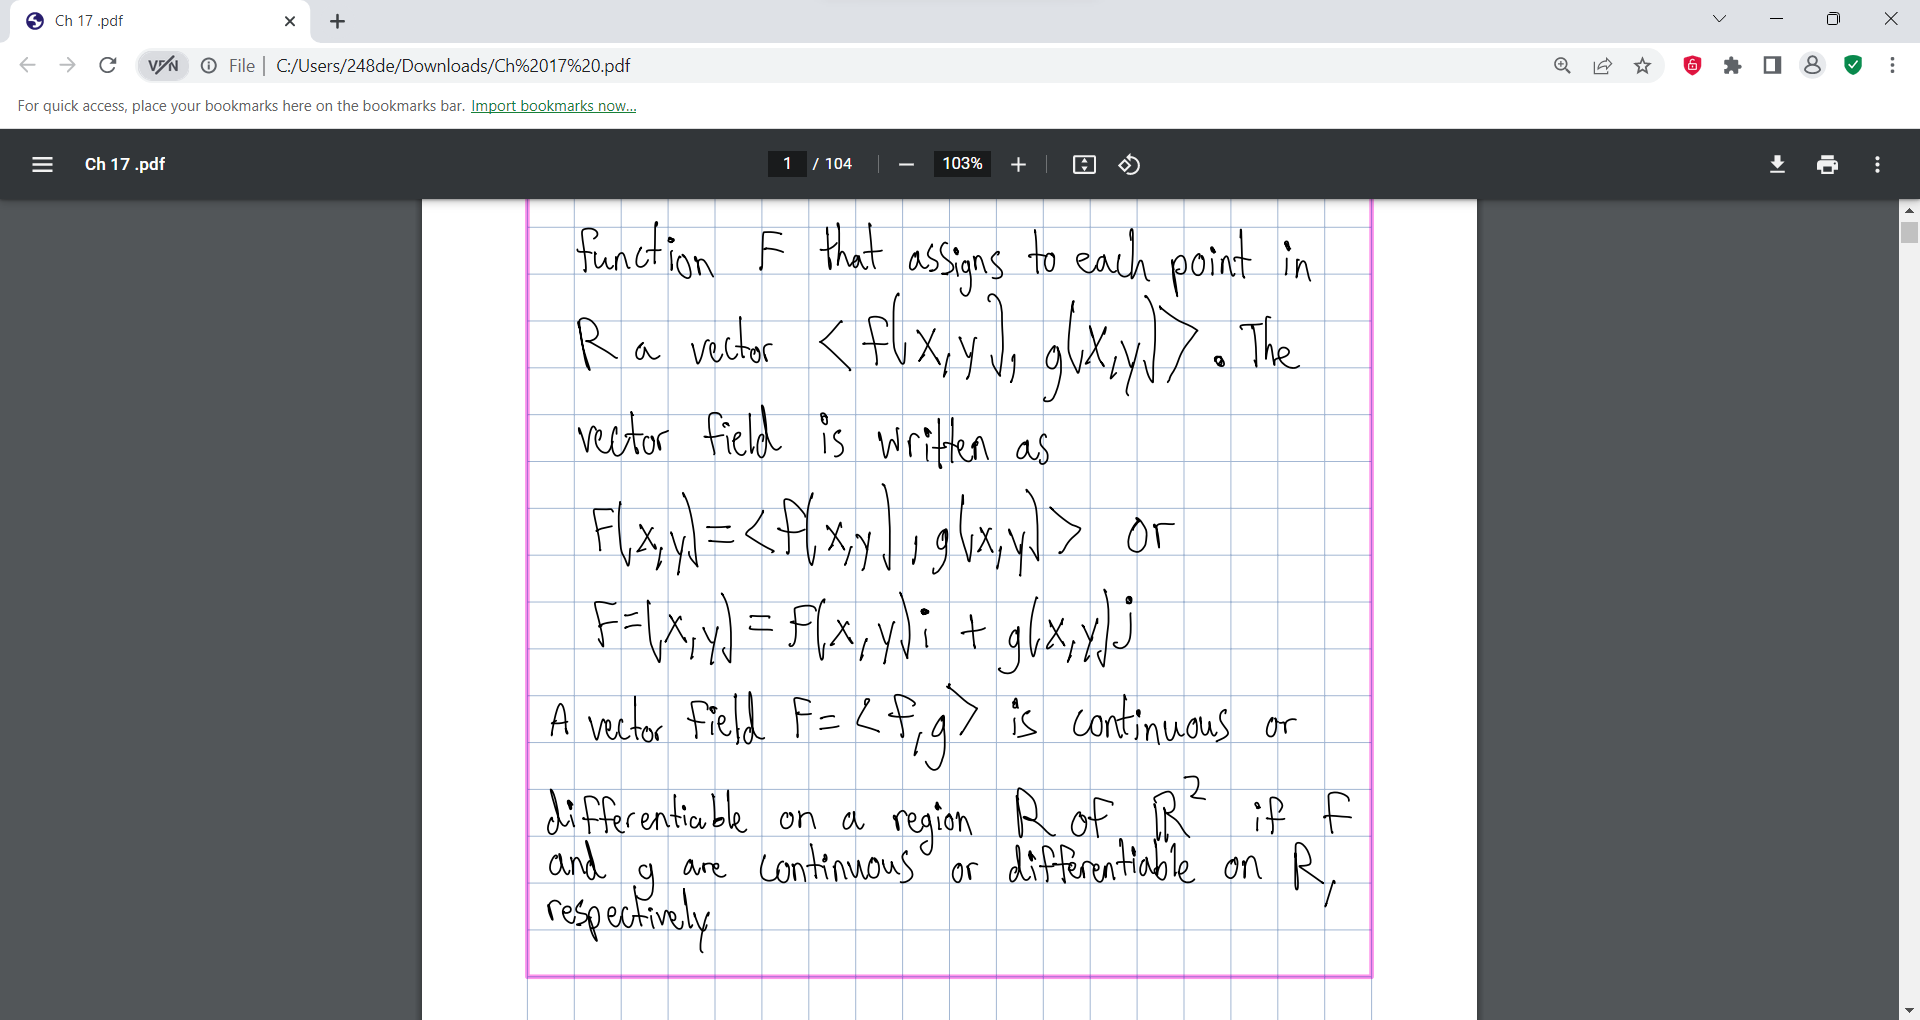 Ch 17 .pdf
VPN File C:/Users/248de/Downloads/Ch%2017%20.pdf
For quick access, place your bookmarks here on the bookmarks bar. Import bookmarks now...
Ch 17 .pdf 1 / 104 103%
function F that assigns to each point in
R a vector <f(x,y), g(x,y)>. The
vector field is written as
F(x,y)=<f(x,y),g(x,y)> or
F=(x,y)=f(x,y)i + g(x,y)j
A vector field F=<f,g> is continuous or
differentiable on a region R of ℝ² if f
and g are continuous or differentiable on R,
respectively